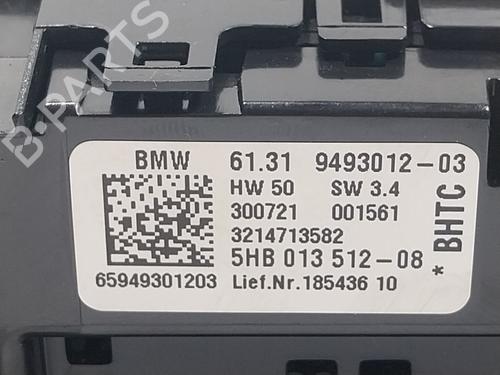 B-PARTS
BMW 61.31 9493012-03
HW 50 SW 3.4
300721 001561
3214713582
5HB 013 512-08
65949301203 Lief.Nr.185436 10
* BHTC